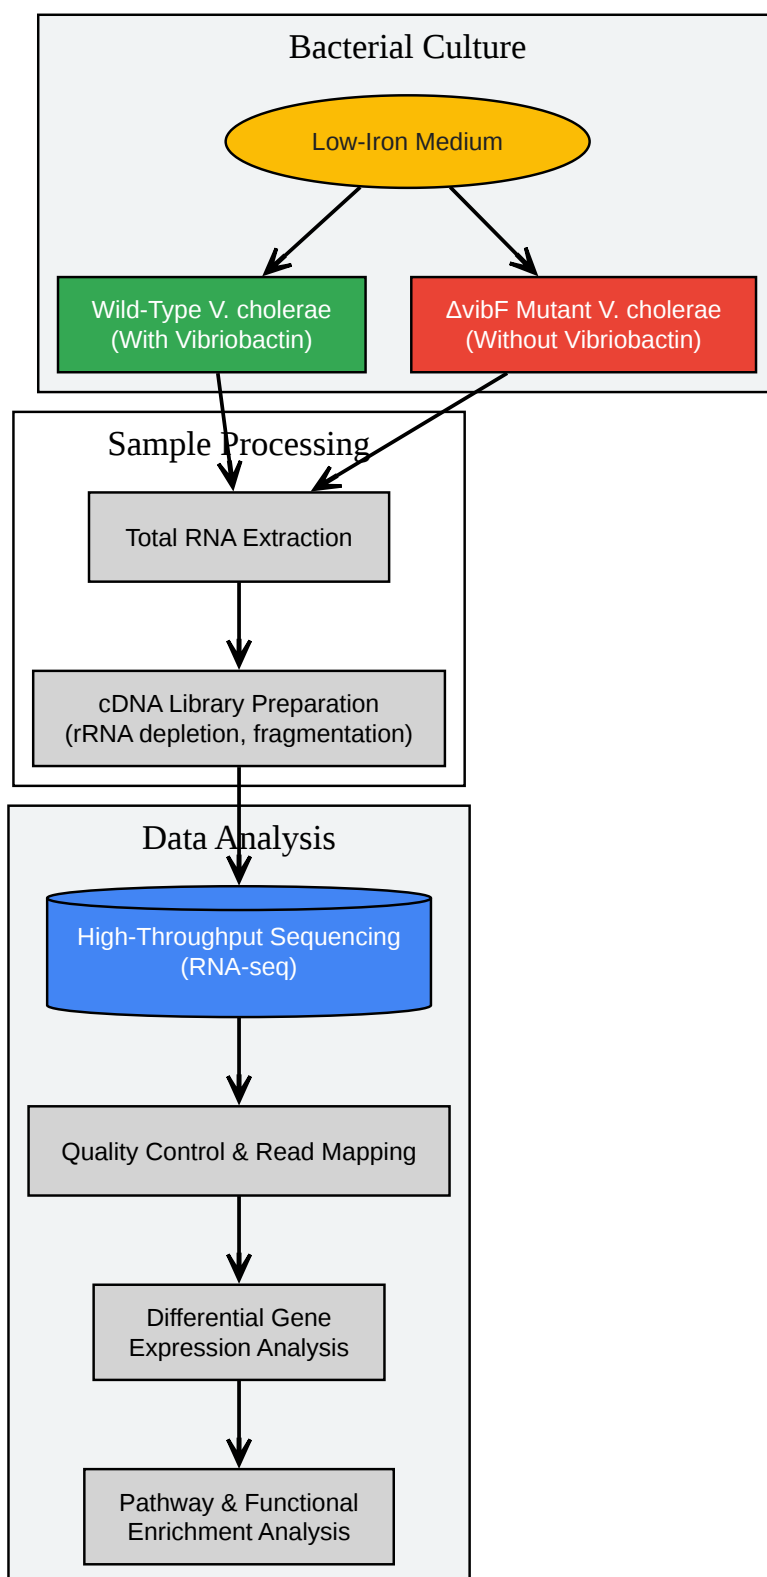 Bacterial Culture
Low-Iron Medium
Wild-Type V. cholerae
(With Vibriobactin)
ΔvibF Mutant V. cholerae
(Without Vibriobactin)
Sample Processing
Total RNA Extraction
cDNA Library Preparation
(rRNA depletion, fragmentation)
Data Analysis
High-Throughput Sequencing
(RNA-seq)
Quality Control & Read Mapping
Differential Gene
Expression Analysis
Pathway & Functional
Enrichment Analysis